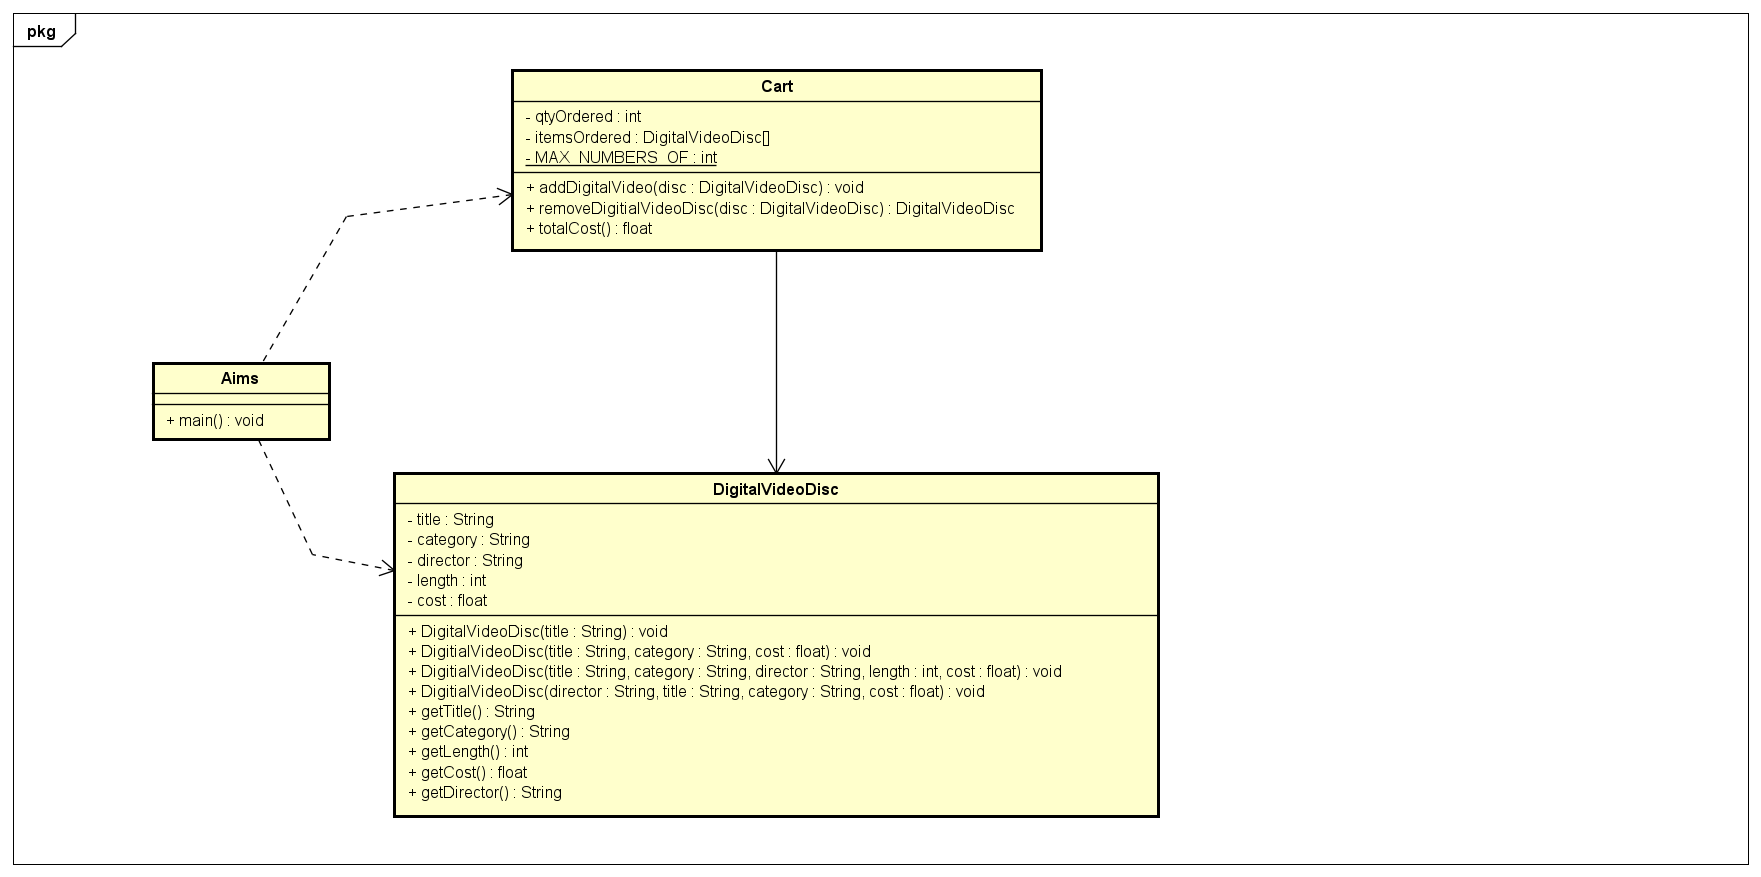 pkg
Cart
- qtyOrdered : int
- itemsOrdered : DigitalVideoDisc[]
- MAX_NUMBERS_OF : int
+ addDigitalVideo(disc : DigitalVideoDisc) : void
+ removeDigitialVideoDisc(disc : DigitalVideoDisc) : DigitalVideoDisc
+ totalCost() : float
Aims
+ main() : void
DigitalVideoDisc
- title : String
- category : String
- director : String
- length : int
- cost : float
+ DigitalVideoDisc(title : String) : void
+ DigitialVideoDisc(title : String, category : String, cost : float) : void
+ DigitialVideoDisc(title : String, category : String, director : String, length : int, cost : float) : void
+ DigitialVideoDisc(director : String, title : String, category : String, cost : float) : void
+ getTitle() : String
+ getCategory() : String
+ getLength() : int
+ getCost() : float
+ getDirector() : String